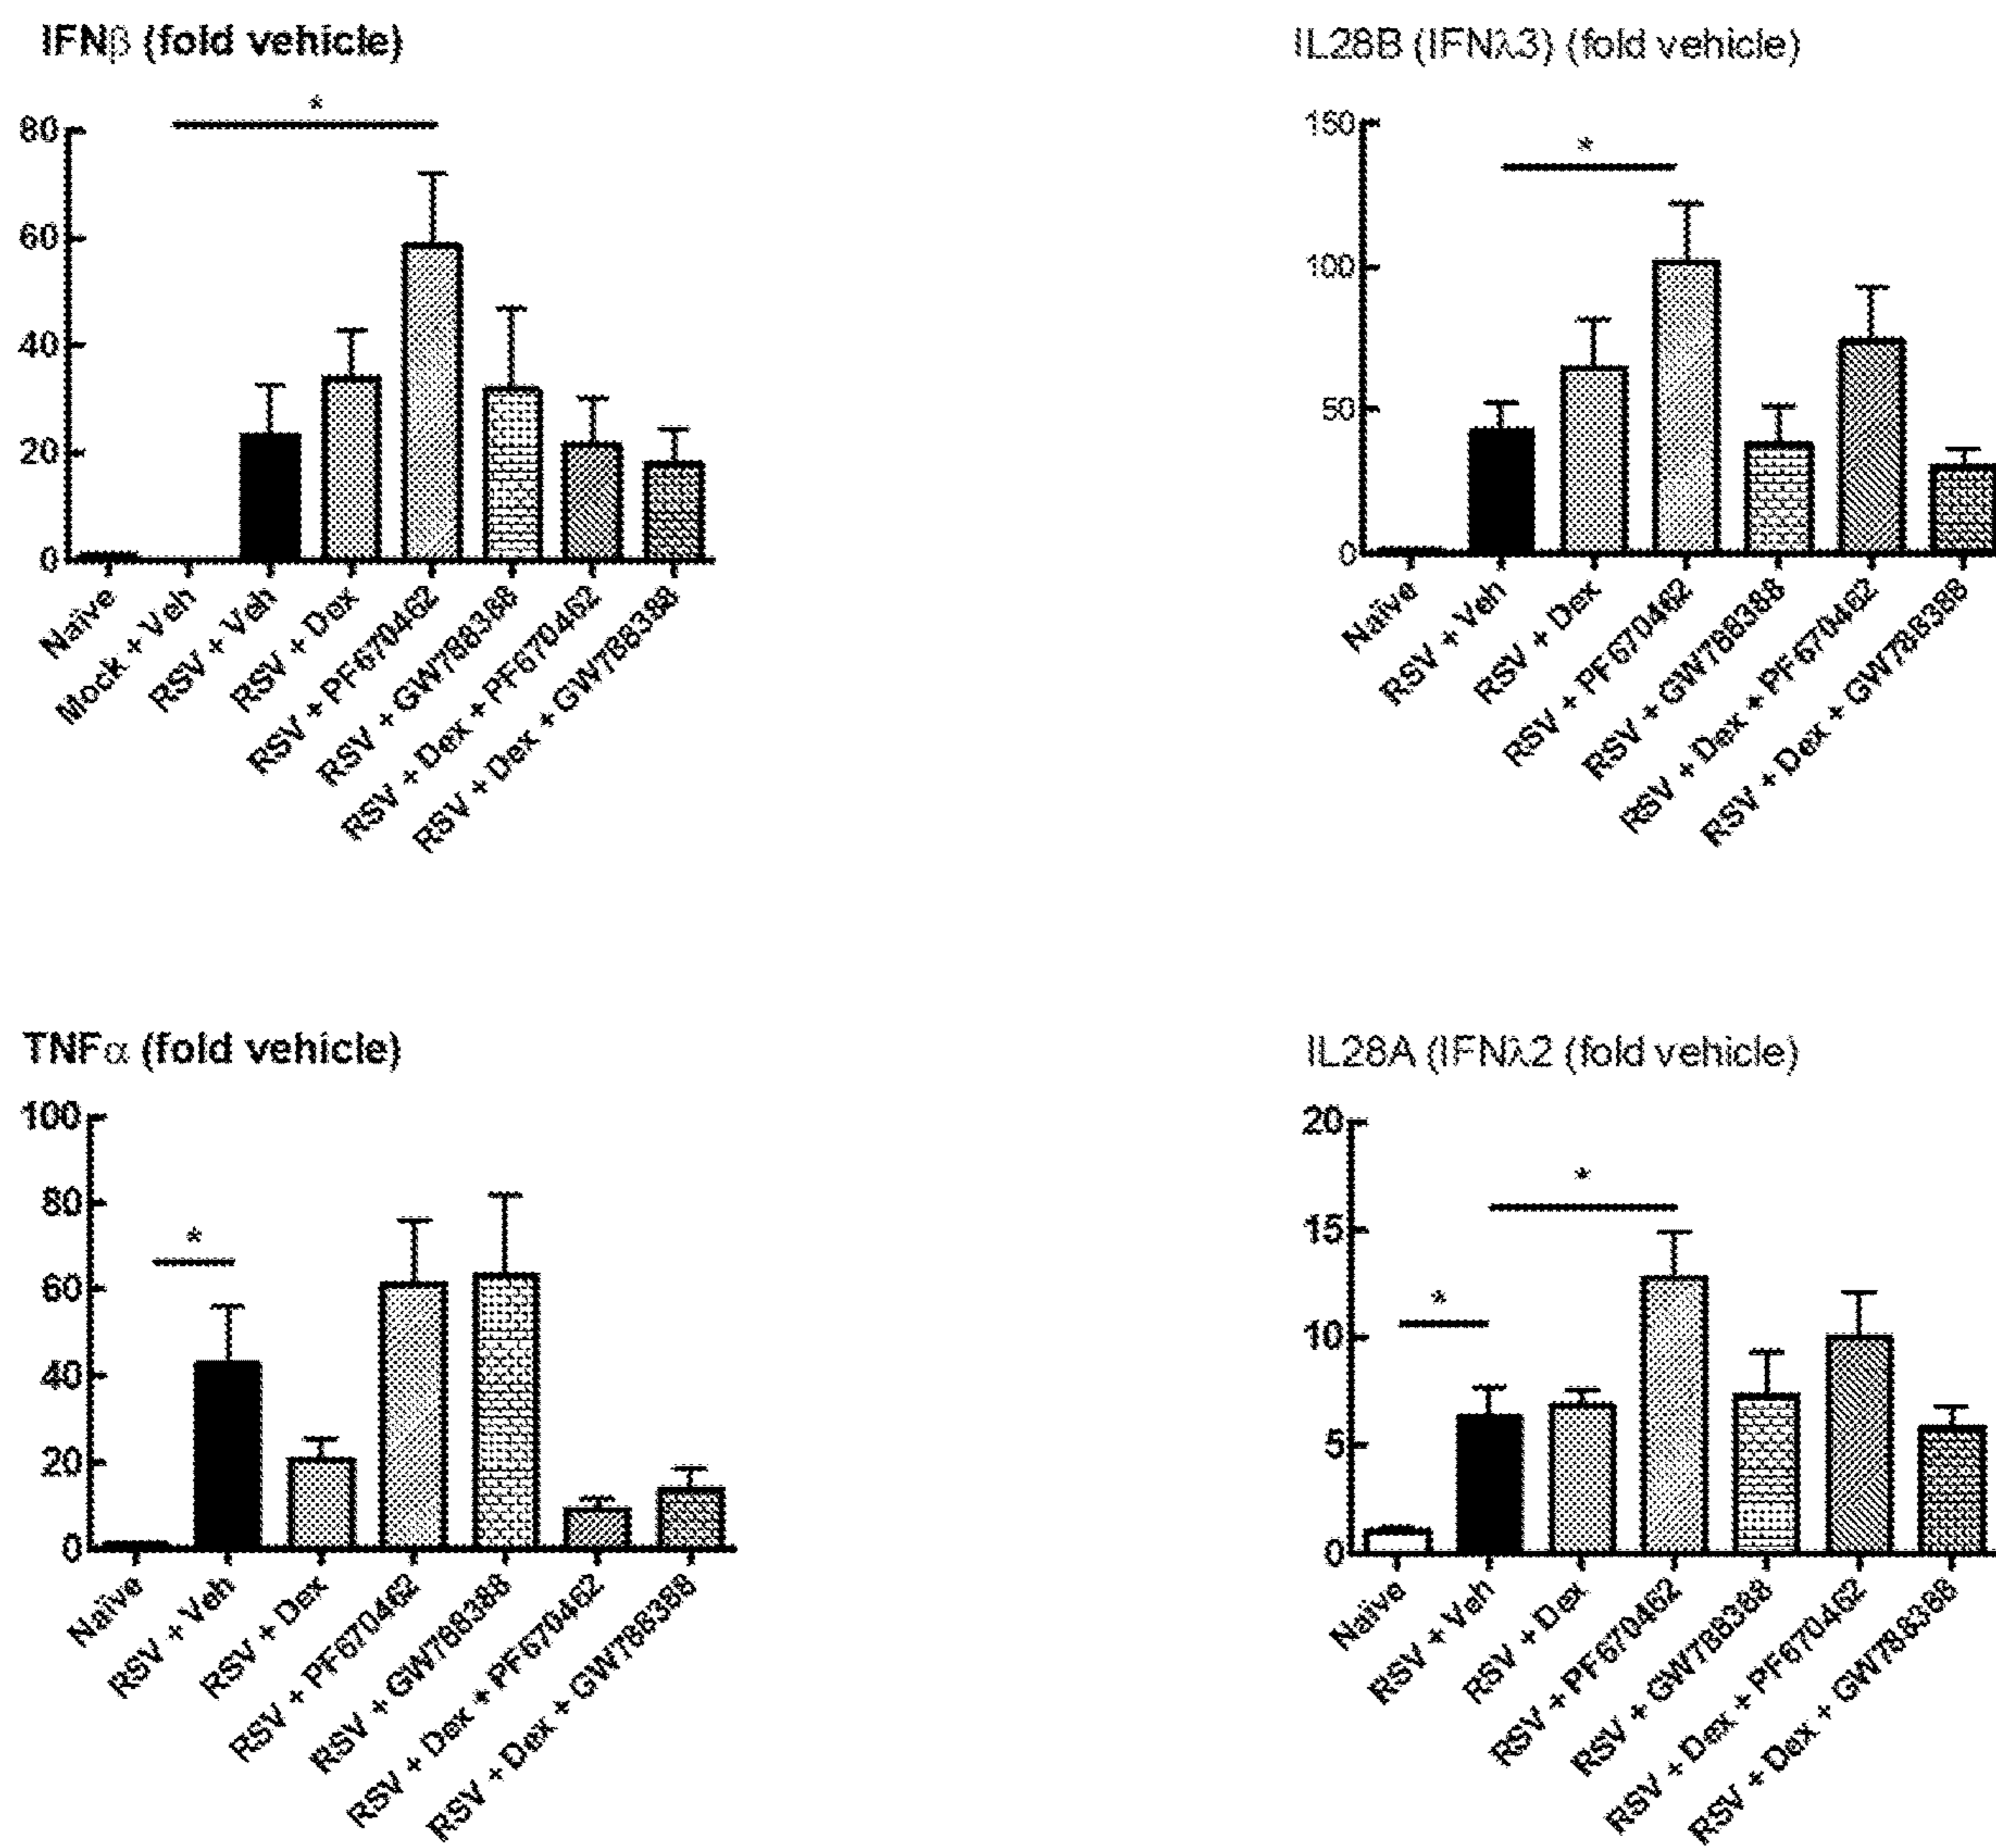 IFNβ (fold vehicle)
*
80
60
40
20
0
Naïve
Mock + Veh
RSV + Veh
RSV + Dex
RSV + PF670462
RSV + GW788388
RSV + Dex + PF670462
RSV + Dex + GW788388
IL28B (IFNλ3) (fold vehicle)
150
*
100
50
0
Naïve
RSV + Veh
RSV + Dex
RSV + PF670462
RSV + GW788388
RSV + Dex + PF670462
RSV + Dex + GW788388
TNFα (fold vehicle)
100
80
*
60
40
20
0
Naïve
RSV + Veh
RSV + Dex
RSV + PF670462
RSV + GW788388
RSV + Dex + PF670462
RSV + Dex + GW788388
IL28A (IFNλ2 (fold vehicle)
20
*
15
*
10
5
0
Naïve
RSV + Veh
RSV + Dex
RSV + PF670462
RSV + GW788388
RSV + Dex + PF670462
RSV + Dex + GW788388